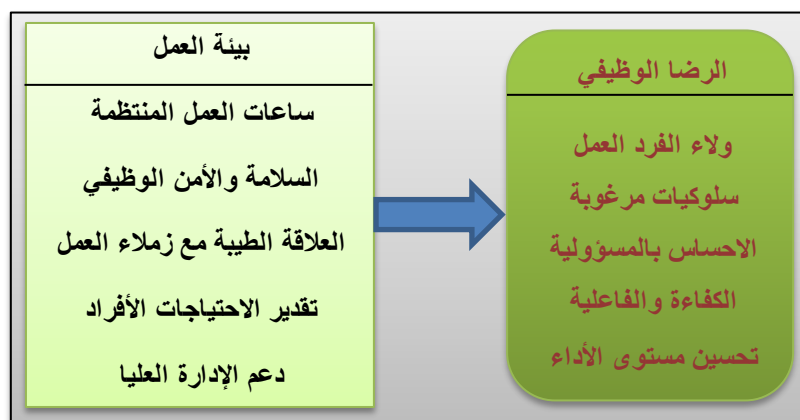 بيئة العمل
ساعات العمل المنتظمة
السلامة والأمن الوظيفي
العلاقة الطيبة مع زملاء العمل
تقدير الاحتياجات الأفراد
دعم الإدارة العليا
الرضا الوظيفي
ولاء الفرد العمل
سلوكيات مرغوبة
الاحساس بالمسؤولية
الكفاءة والفاعلية
تحسين مستوى الأداء